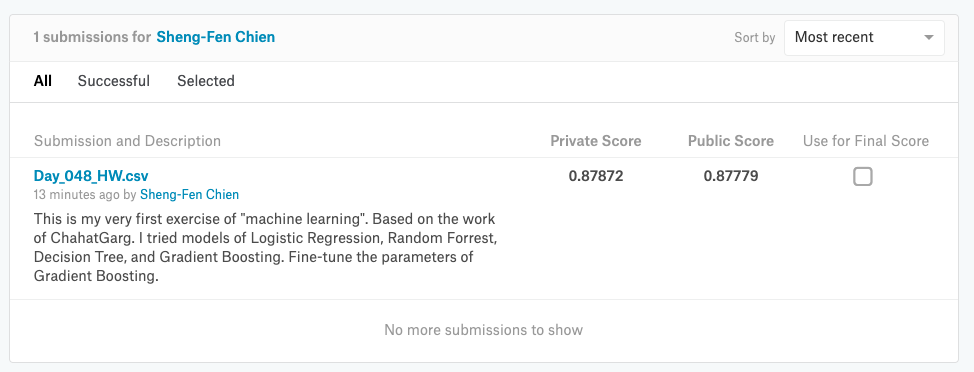 1 submissions for Sheng-Fen Chien
Sort by Most recent
All Successful Selected
Submission and Description Private Score Public Score Use for Final Score
Day_048_HW.csv 0.87872 0.87779
13 minutes ago by Sheng-Fen Chien
This is my very first exercise of "machine learning". Based on the work
of ChahatGarg. I tried models of Logistic Regression, Random Forrest,
Decision Tree, and Gradient Boosting. Fine-tune the parameters of
Gradient Boosting.
No more submissions to show